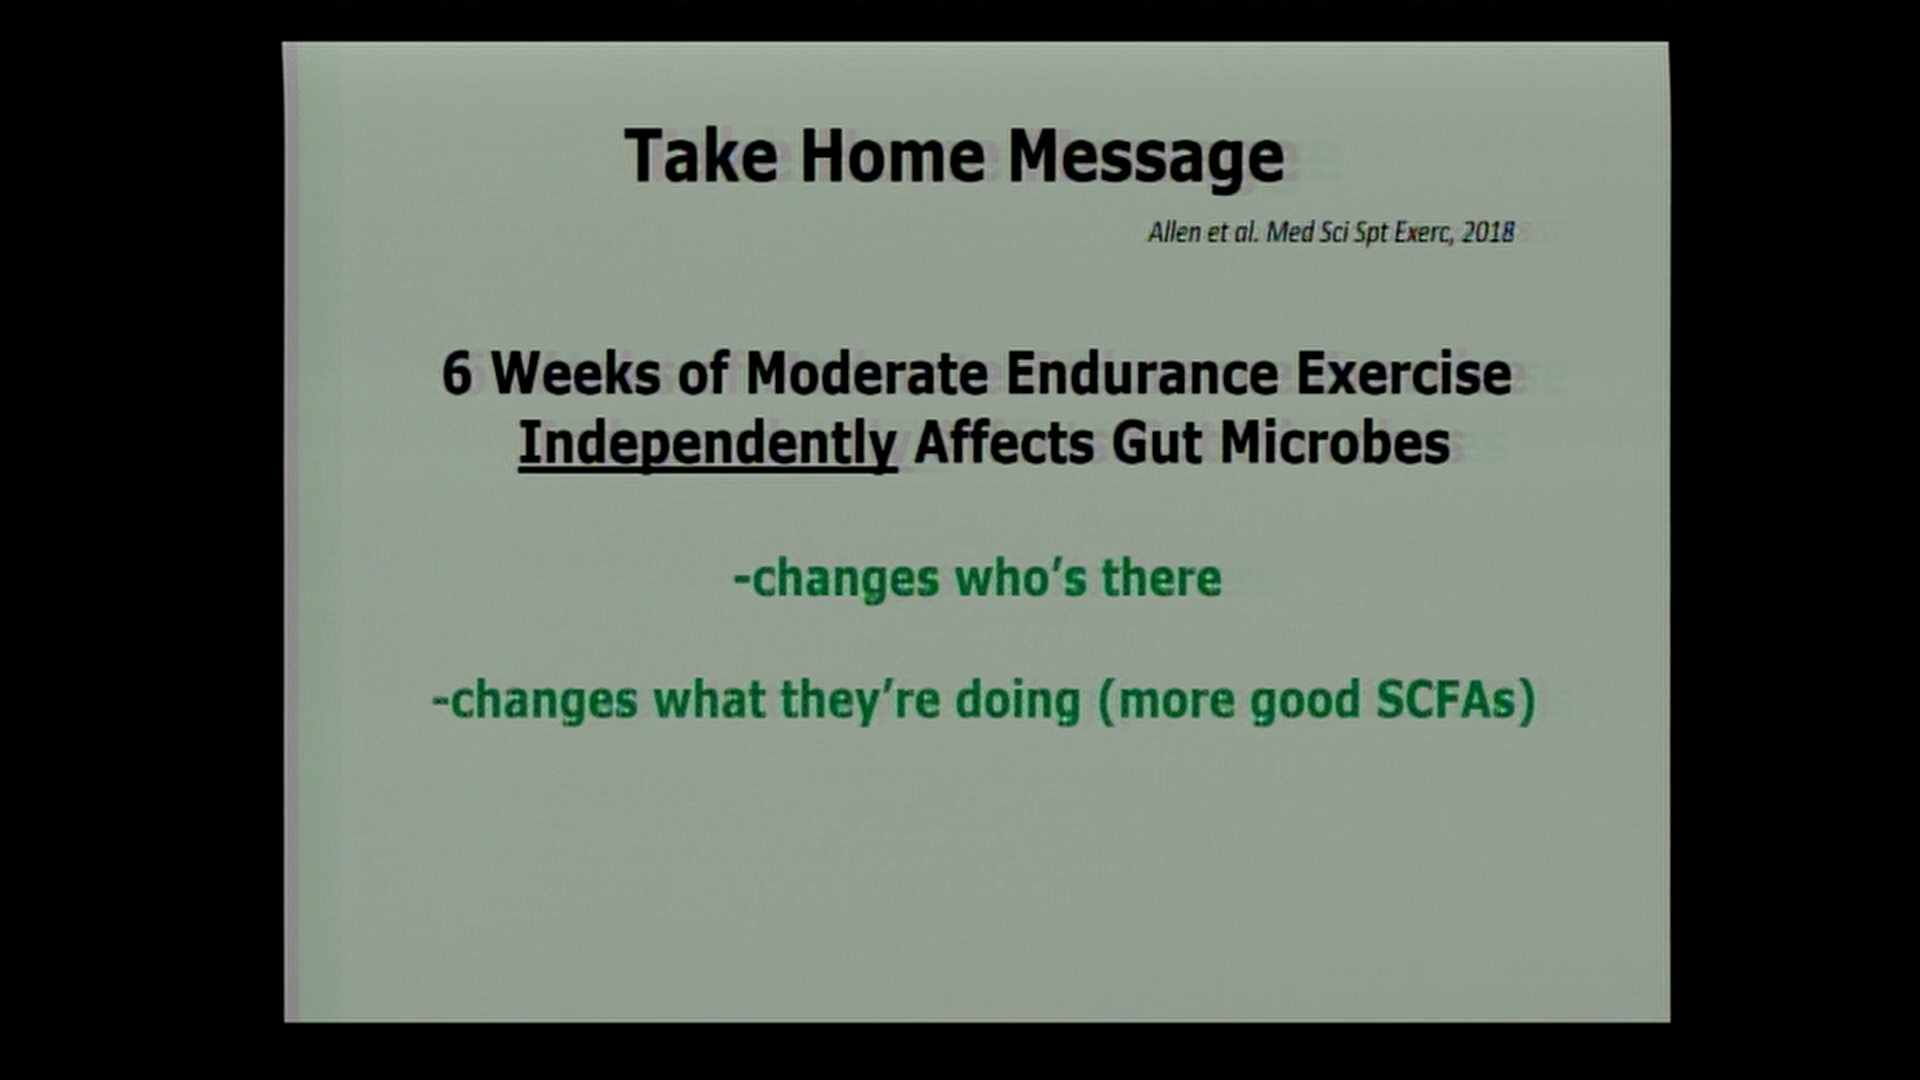 Take Home Message
Allen et al. Med Sci Spt Exerc, 2018
6 Weeks of Moderate Endurance Exercise
Independently Affects Gut Microbes
-changes who’s there
-changes what they’re doing (more good SCFAs)